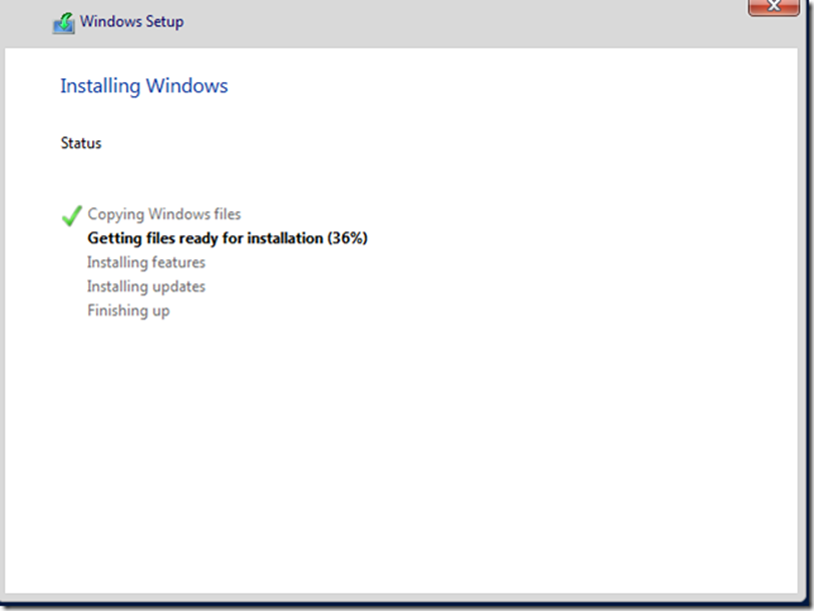 Windows Setup
Installing Windows
Status
Copying Windows files
Getting files ready for installation (36%)
Installing features
Installing updates
Finishing up